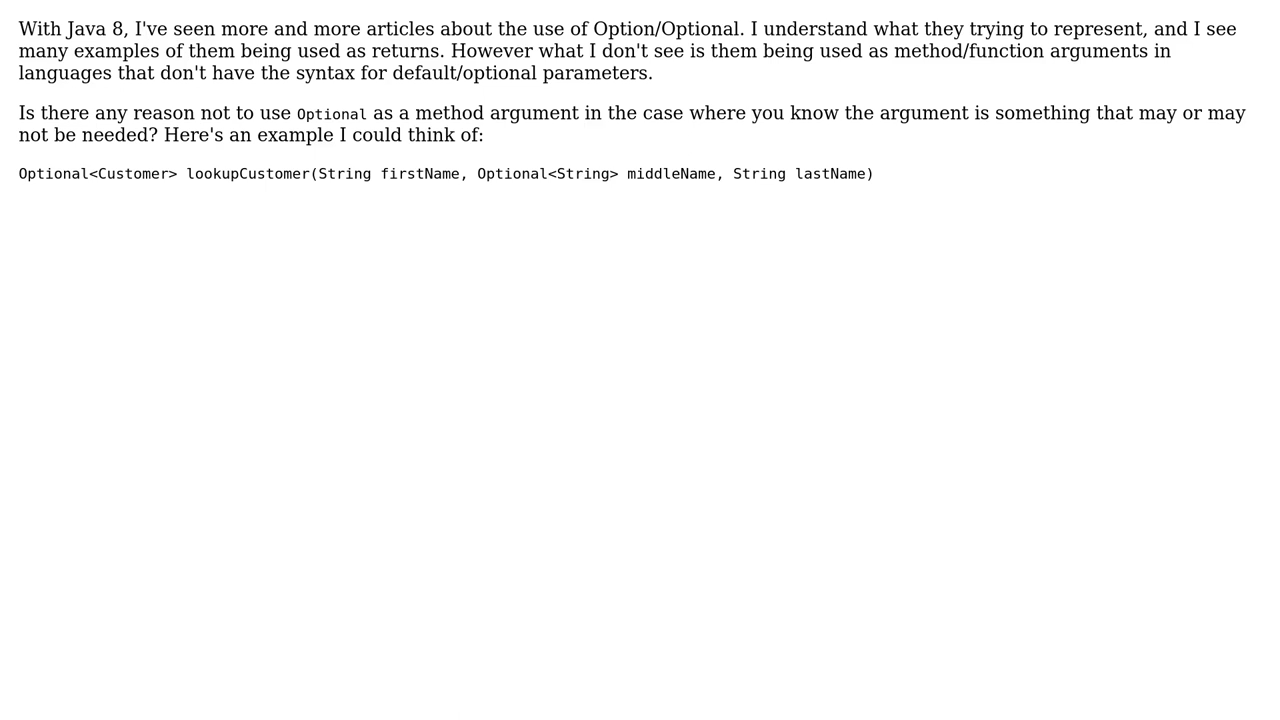 With Java 8, I've seen more and more articles about the use of Option/Optional. I understand what they trying to represent, and I see
many examples of them being used as returns. However what I don't see is them being used as method/function arguments in
languages that don't have the syntax for default/optional parameters.
Is there any reason not to use Optional as a method argument in the case where you know the argument is something that may or may
not be needed? Here's an example I could think of:
Optional<Customer> lookupCustomer(String firstName, Optional<String> middleName, String lastName)